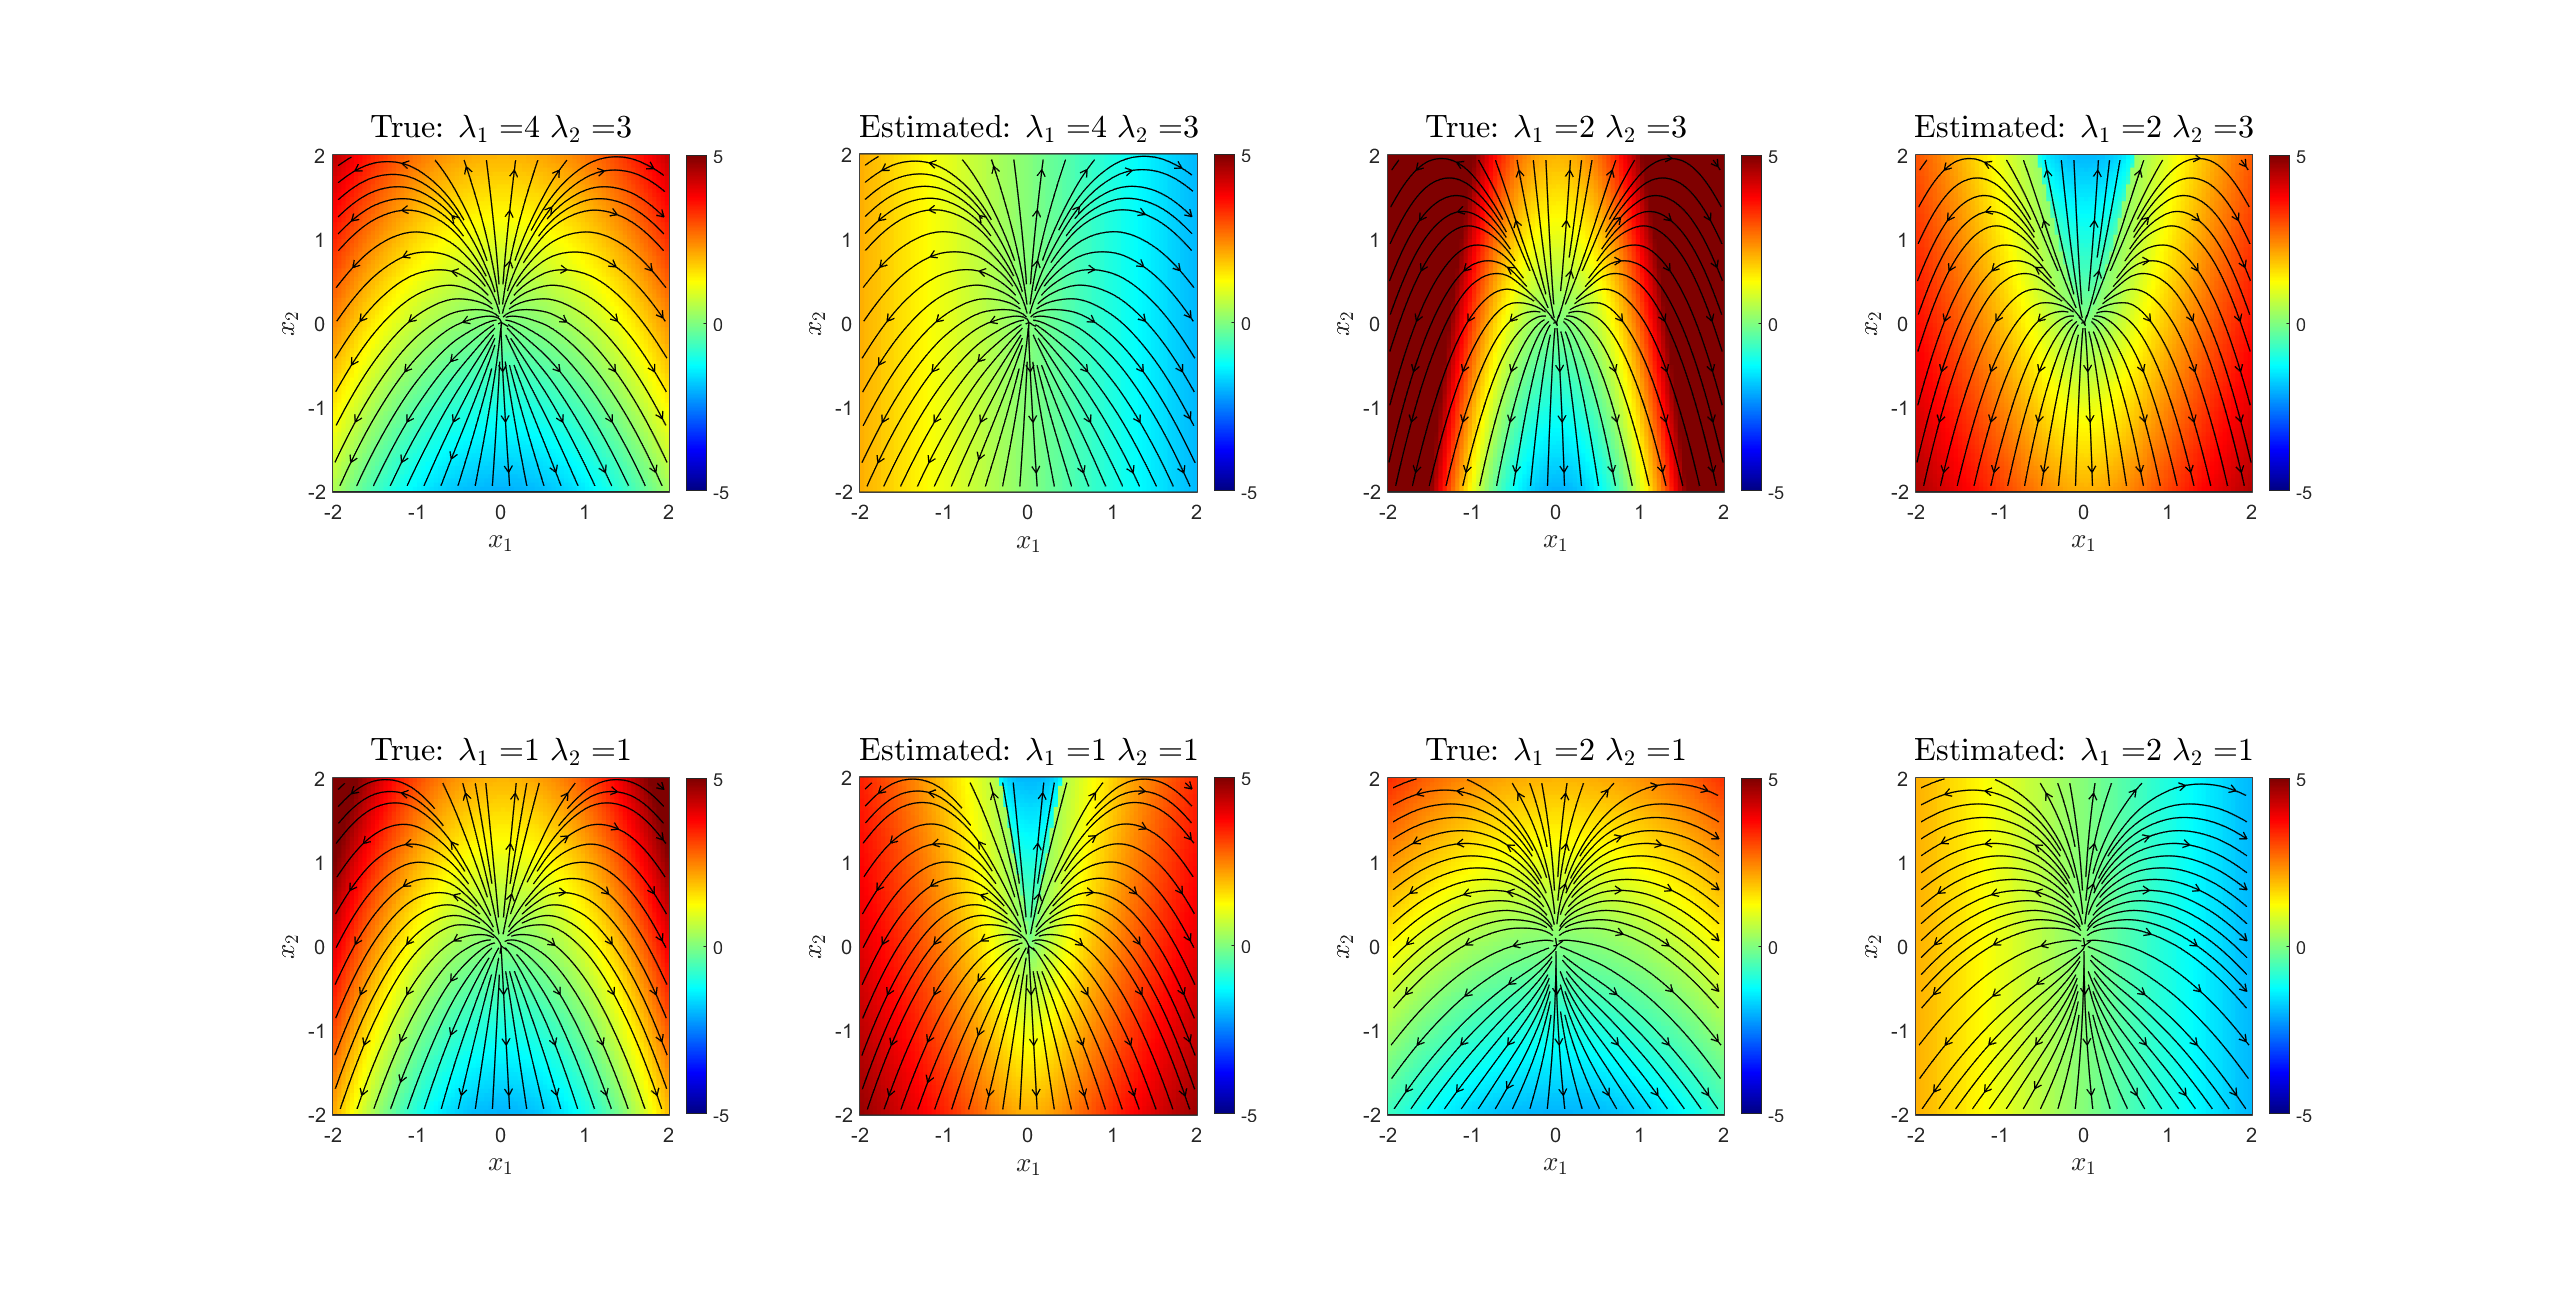 True: λ₁ =4 λ₂ =3
2
1
0
-1
-2
x₂
-2 -1 0 1 2
x₁
5
0
-5
Estimated: λ₁ =4 λ₂ =3
2
1
0
-1
-2
x₂
-2 -1 0 1 2
x₁
5
0
-5
True: λ₁ =2 λ₂ =3
2
1
0
-1
-2
x₂
-2 -1 0 1 2
x₁
5
0
-5
Estimated: λ₁ =2 λ₂ =3
2
1
0
-1
-2
x₂
-2 -1 0 1 2
x₁
5
0
-5
True: λ₁ =1 λ₂ =1
2
1
0
-1
-2
x₂
-2 -1 0 1 2
x₁
5
0
-5
Estimated: λ₁ =1 λ₂ =1
2
1
0
-1
-2
x₂
-2 -1 0 1 2
x₁
5
0
-5
True: λ₁ =2 λ₂ =1
2
1
0
-1
-2
x₂
-2 -1 0 1 2
x₁
5
0
-5
Estimated: λ₁ =2 λ₂ =1
2
1
0
-1
-2
x₂
-2 -1 0 1 2
x₁
5
0
-5